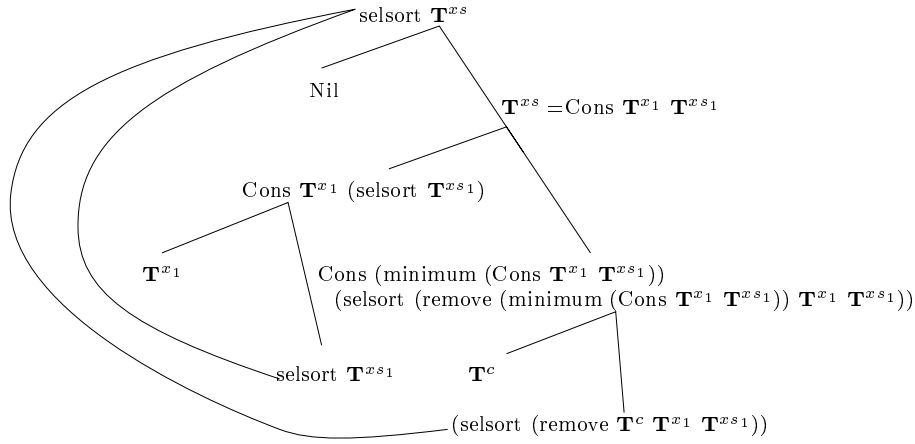 selsort T^{xs}
Nil
T^{xs} =Cons T^{x_1} T^{xs_1}
Cons T^{x_1} (selsort T^{xs_1})
T^{x_1}
Cons (minimum (Cons T^{x_1} T^{xs_1}))
(selsort (remove (minimum (Cons T^{x_1} T^{xs_1})) T^{x_1} T^{xs_1}))
selsort T^{xs_1}
T^c
(selsort (remove T^c T^{x_1} T^{xs_1}))